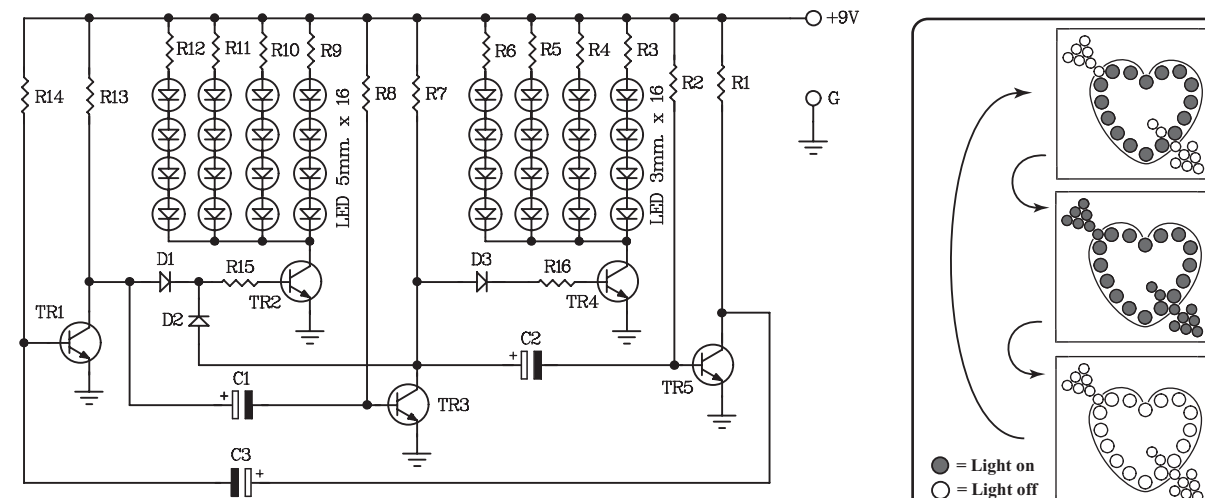 +9V
R12
R11
R10
R9
R6
R5
R4
R3
R14
R13
R8
R7
R2
R1
G
LED 5mm. x 16
LED 3mm. x 16
D1
R15
D3
R16
TR1
D2
TR2
TR4
C2
+
TR5
C1
+
TR3
C3
+
= Light on
= Light off